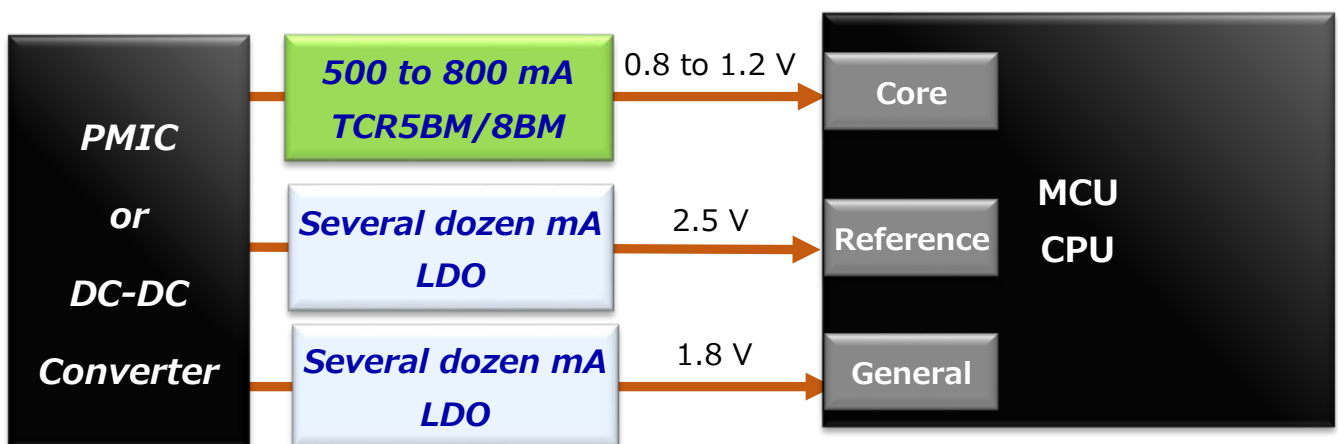 PMIC
or
DC-DC
Converter
500 to 800 mA
TCR5BM/8BM
0.8 to 1.2 V
Core
Several dozen mA
LDO
2.5 V
Reference
Several dozen mA
LDO
1.8 V
General
MCU
CPU